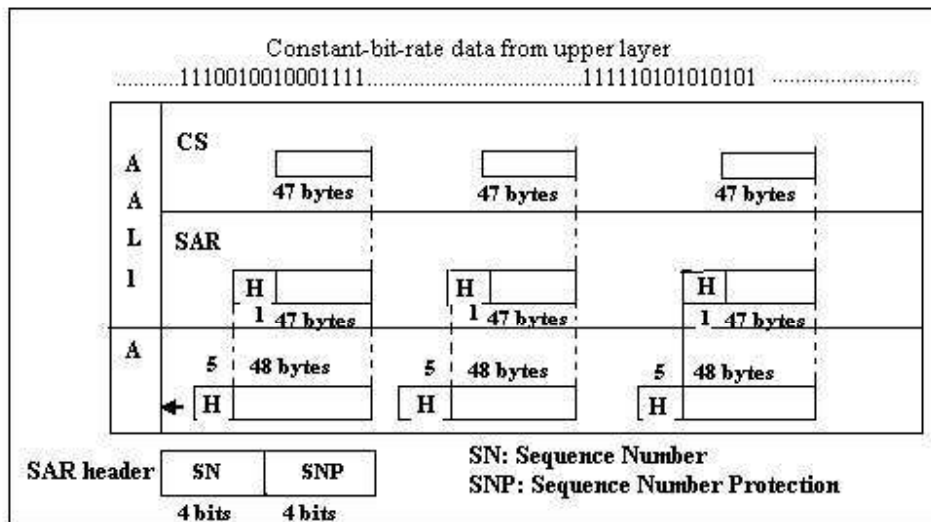 Constant-bit-rate data from upper layer
..........1110010010001111...................................111110101010101 ........................
CS
47 bytes 47 bytes 47 bytes
A
A
L
1
SAR
H H H
1 47 bytes 1 47 bytes 1 47 bytes
A
5 48 bytes 5 48 bytes 5 48 bytes
H H H
SAR header SN SNP
4 bits 4 bits
SN: Sequence Number
SNP: Sequence Number Protection